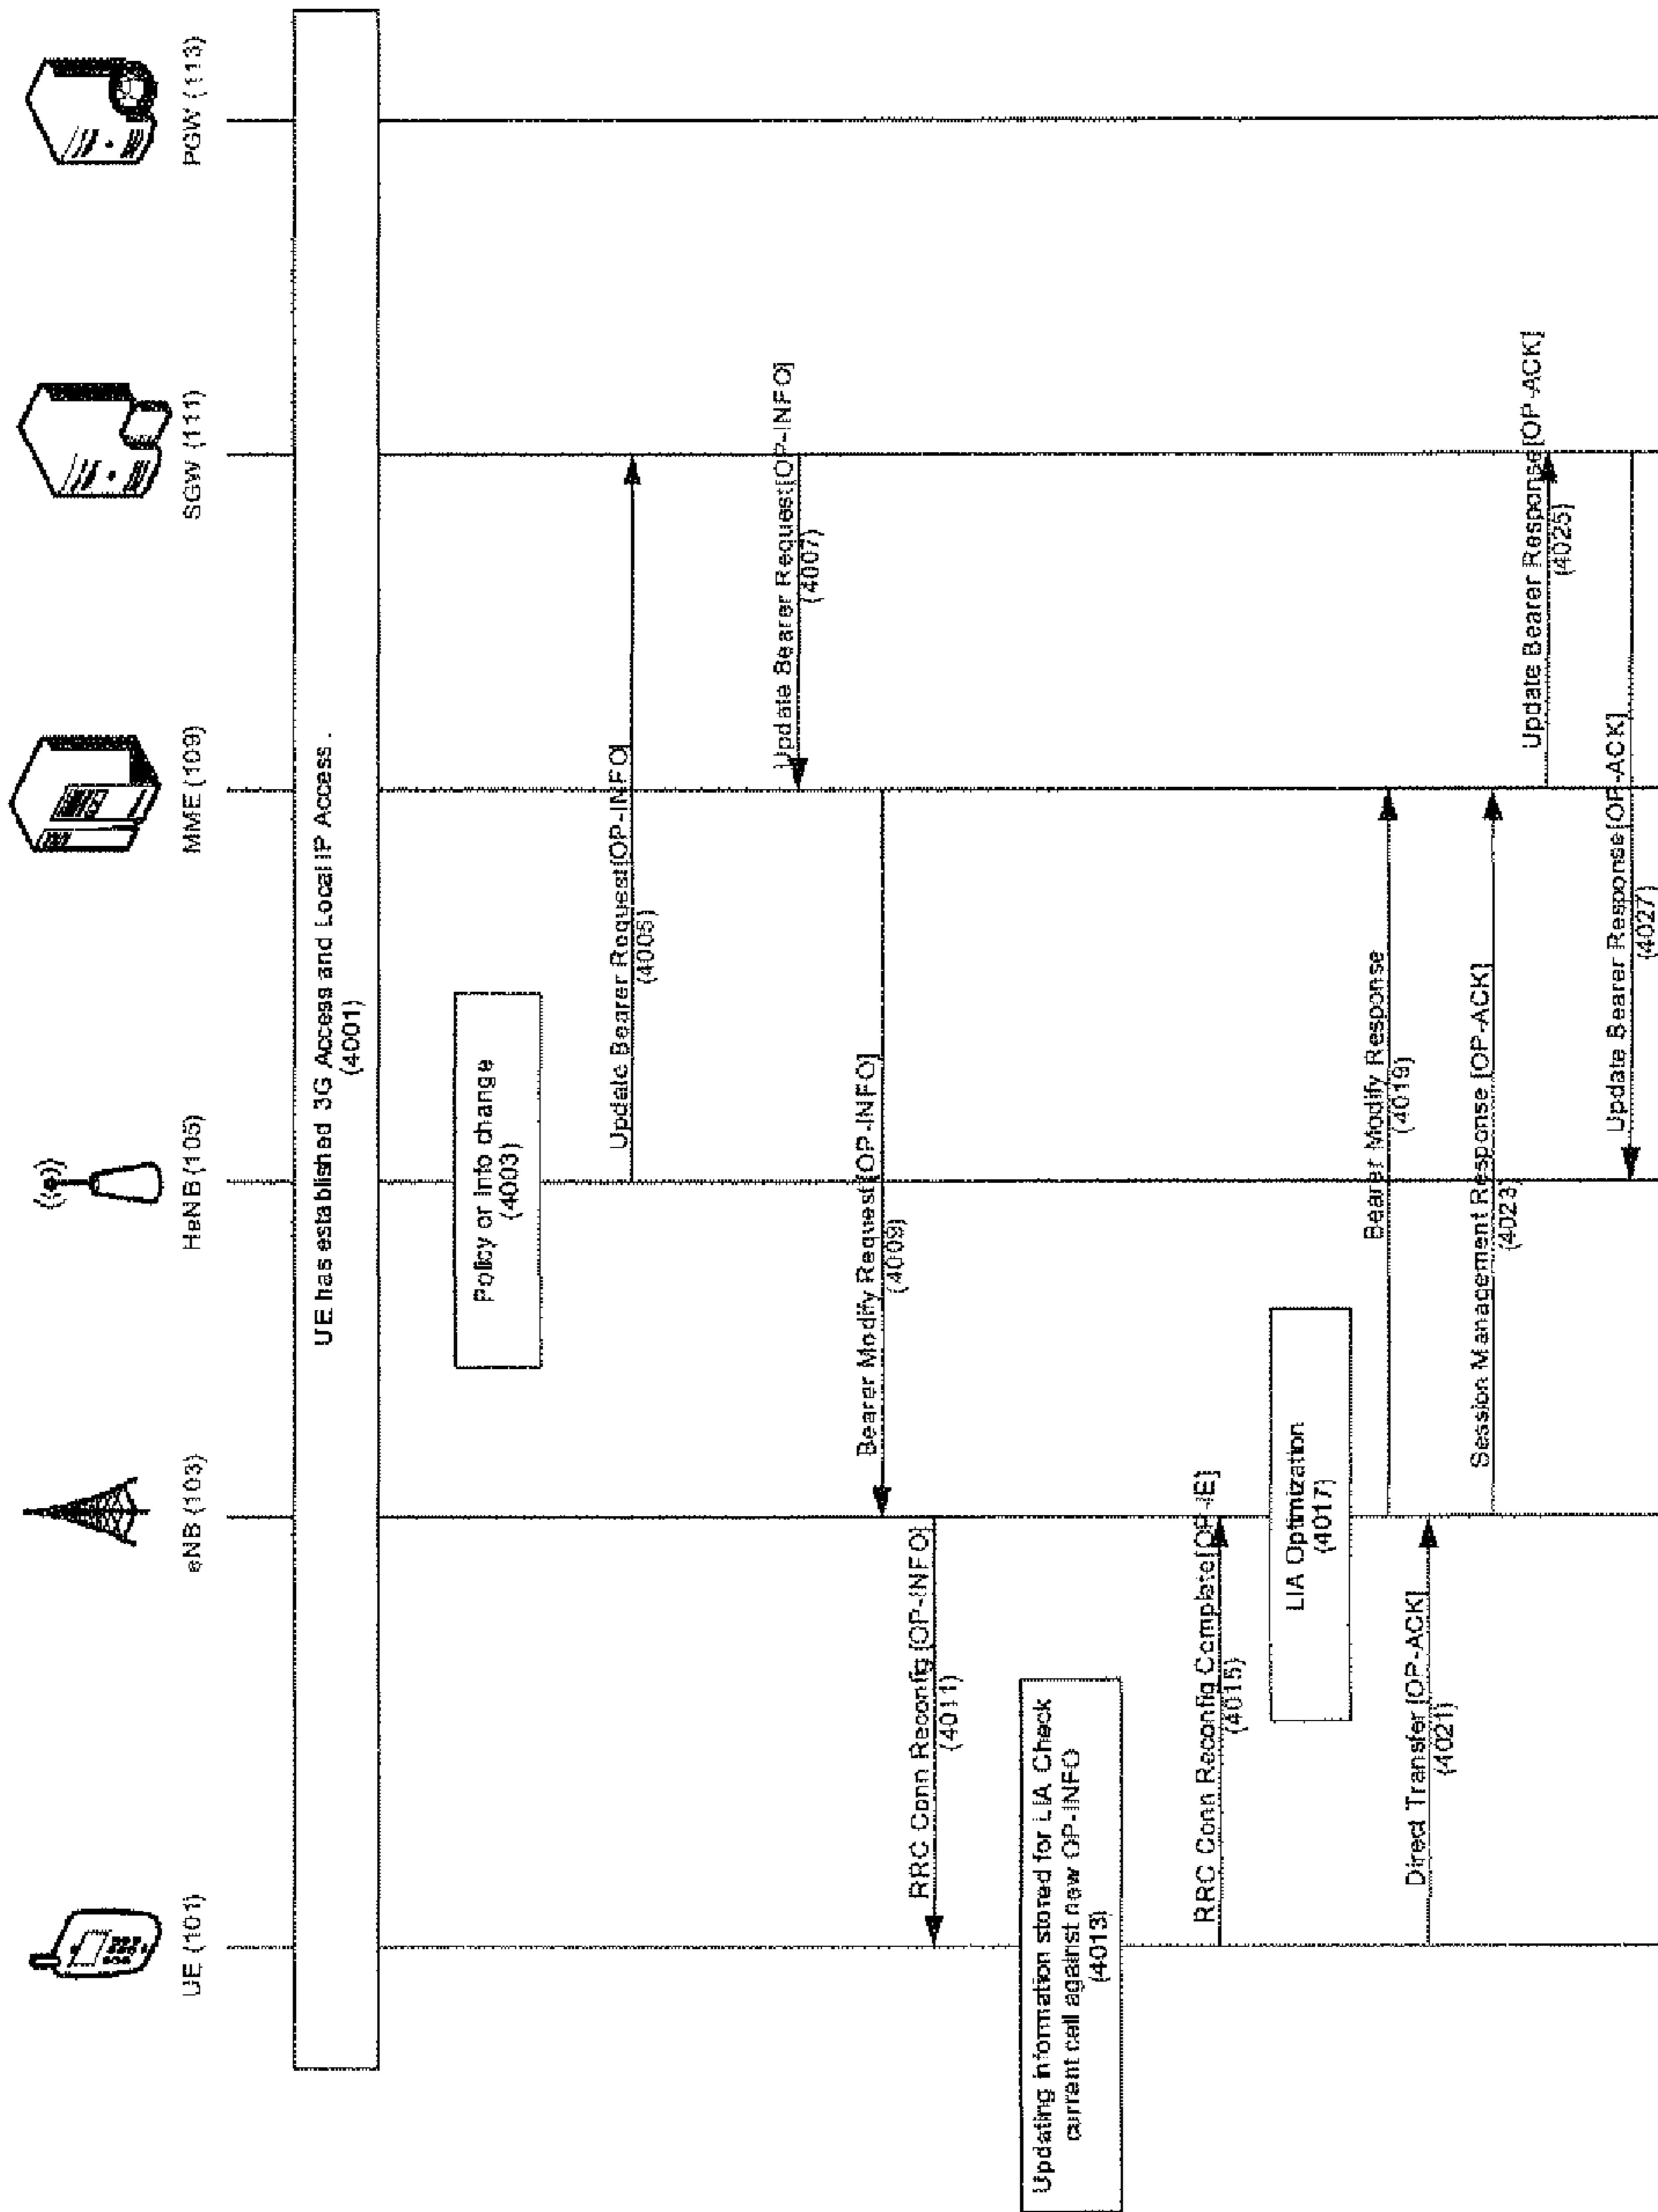 UE (101)
eNB (103)
HeNB (105)
MME (109)
SGW (111)
PGW (113)
UE has established 3G Access and Local IP Access.
(4001)
Policy or Info change
(4003)
Update Bearer Request[OP-INFO]
(4005)
Update Bearer Request[OP-INFO]
(4007)
Bearer Modify Request[OP-INFO]
(4009)
RRC Conn Reconfig [OP-INFO]
(4011)
Updating information stored for LIA Check
current cell against new OP-INFO
(4013)
RRC Conn Reconfig Complete[OP-IE]
(4015)
LIA Optimization
(4017)
Bearer Modify Response
(4019)
Direct Transfer [OP-ACK]
(4021)
Session Management Response [OP-ACK]
(4023)
Update Bearer Response[OP-ACK]
(4025)
Update Bearer Response[OP-ACK]
(4027)